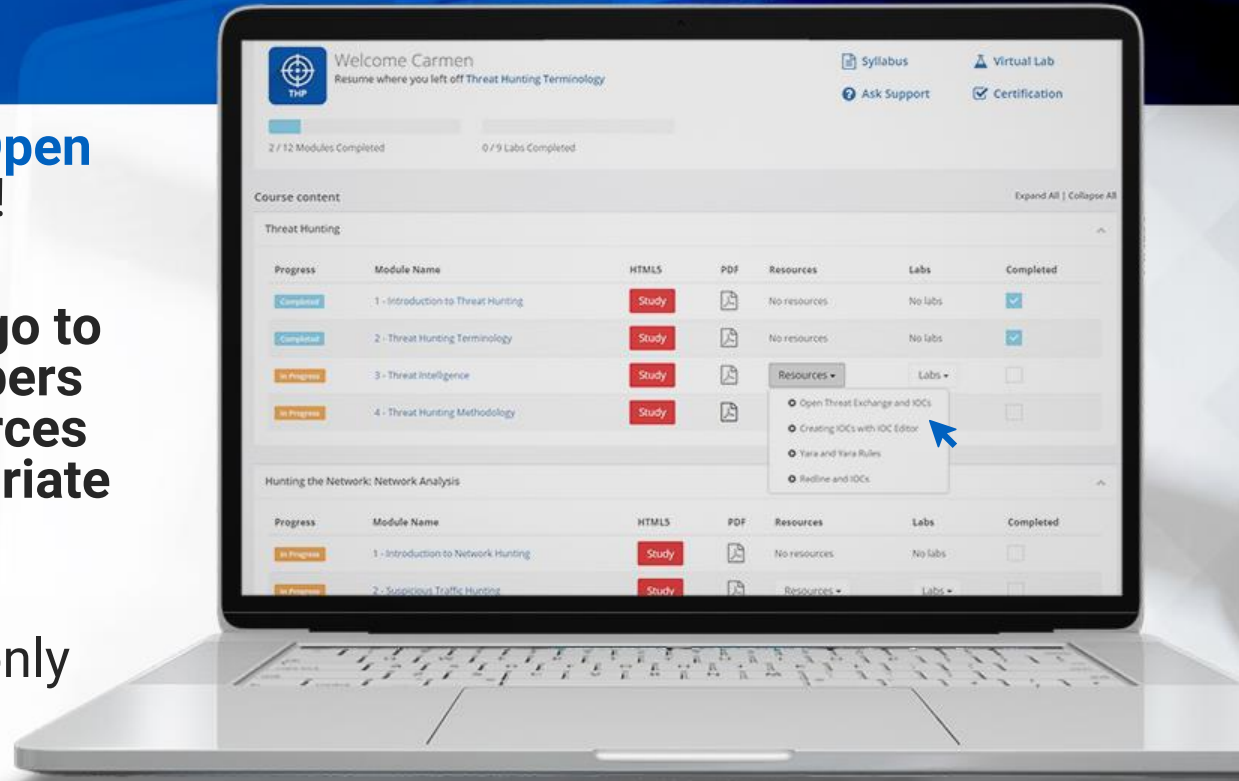 pen
!
go to
bers
rces
riate
only
THP
Welcome Carmen
Resume where you left off Threat Hunting Terminology
Syllabus
Virtual Lab
Ask Support
Certification
2 / 12 Modules Completed
0 / 9 Labs Completed
Course content
Expand All | Collapse All
Threat Hunting
Progress Module Name HTML5 PDF Resources Labs Completed
Completed 1 - Introduction to Threat Hunting Study No resources No labs
Completed 2 - Threat Hunting Terminology Study No resources No labs
In Progress 3 - Threat Intelligence Study Resources Labs
In Progress 4 - Threat Hunting Methodology Study
Open Threat Exchange and IOCs
Creating IOCs with IOC Editor
Yara and Yara Rules
Redline and IOCs
Hunting the Network: Network Analysis
Progress Module Name HTML5 PDF Resources Labs Completed
In Progress 1 - Introduction to Network Hunting Study No resources No labs
In Progress 2 - Suspicious Traffic Hunting Study Resources Labs